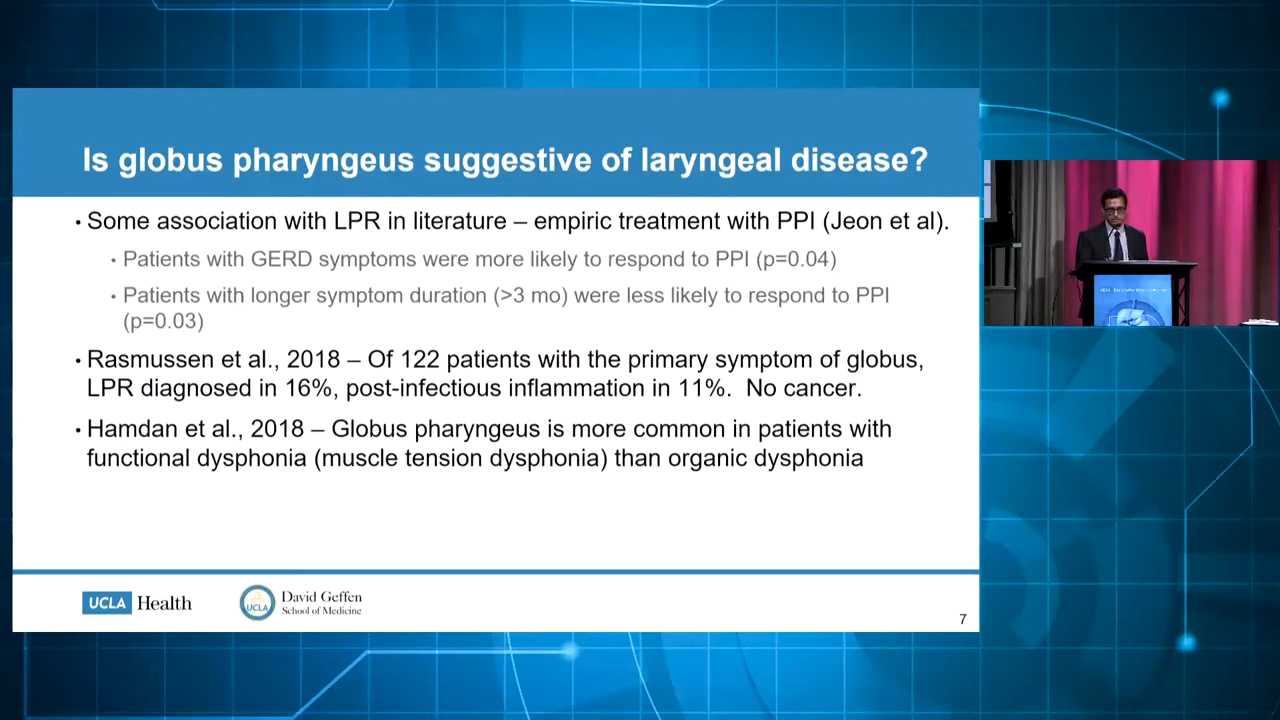 Is globus pharyngeus suggestive of laryngeal disease?
• Some association with LPR in literature – empiric treatment with PPI (Jeon et al).
• Patients with GERD symptoms were more likely to respond to PPI (p=0.04)
• Patients with longer symptom duration (>3 mo) were less likely to respond to PPI
(p=0.03)
• Rasmussen et al., 2018 – Of 122 patients with the primary symptom of globus,
LPR diagnosed in 16%, post-infectious inflammation in 11%.  No cancer.
• Hamdan et al., 2018 – Globus pharyngeus is more common in patients with
functional dysphonia (muscle tension dysphonia) than organic dysphonia
UCLA Health
UCLA
David Geffen
School of Medicine
7
UCLA